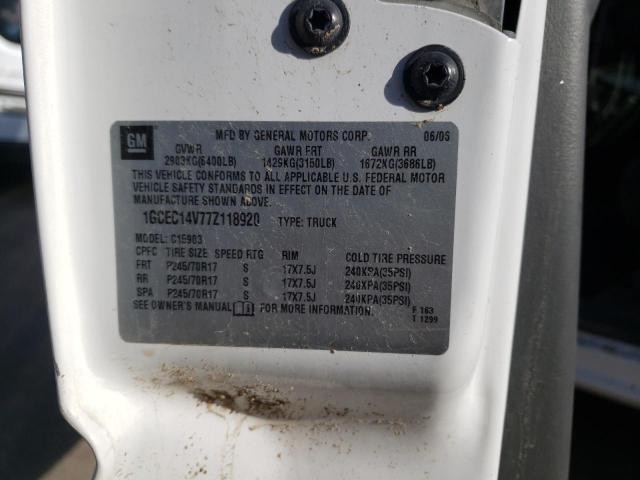 GM
MFD BY GENERAL MOTORS CORP. 06/06
GVWR GAWR FRT GAWR RR
2903KG(6400LB) 1429KG(3150LB) 1672KG(3686LB)
THIS VEHICLE CONFORMS TO ALL APPLICABLE U.S. FEDERAL MOTOR
VEHICLE SAFETY STANDARDS IN EFFECT ON THE DATE OF
MANUFACTURE SHOWN ABOVE.
1GCEC14V77Z118920 TYPE: TRUCK
MODEL: C15903
CPFC TIRE SIZE SPEED RTG RIM COLD TIRE PRESSURE
FRT P245/70R17 S 17X7.5J 240KPA(35PSI)
RR P245/70R17 S 17X7.5J 240KPA(35PSI)
SPA P245/70R17 S 17X7.5J 240KPA(35PSI)
SEE OWNER'S MANUAL FOR MORE INFORMATION. F 163
T 1299